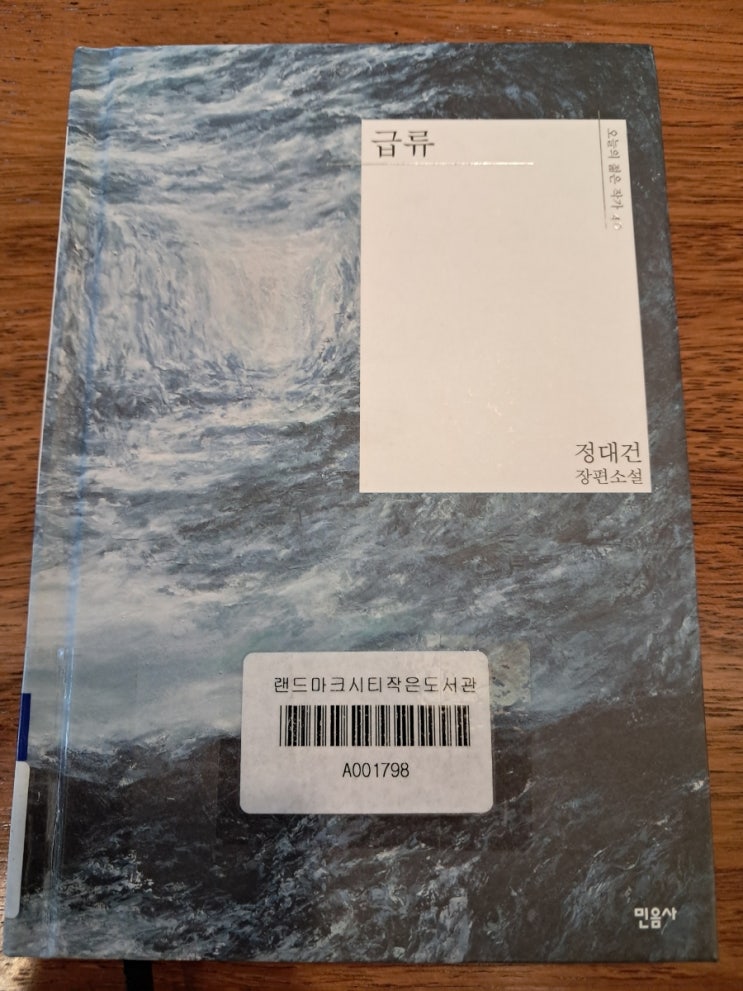 급류
오늘의 젊은 작가 40
정대건
장편소설
랜드마크시티작은도서관
A001798
민음사